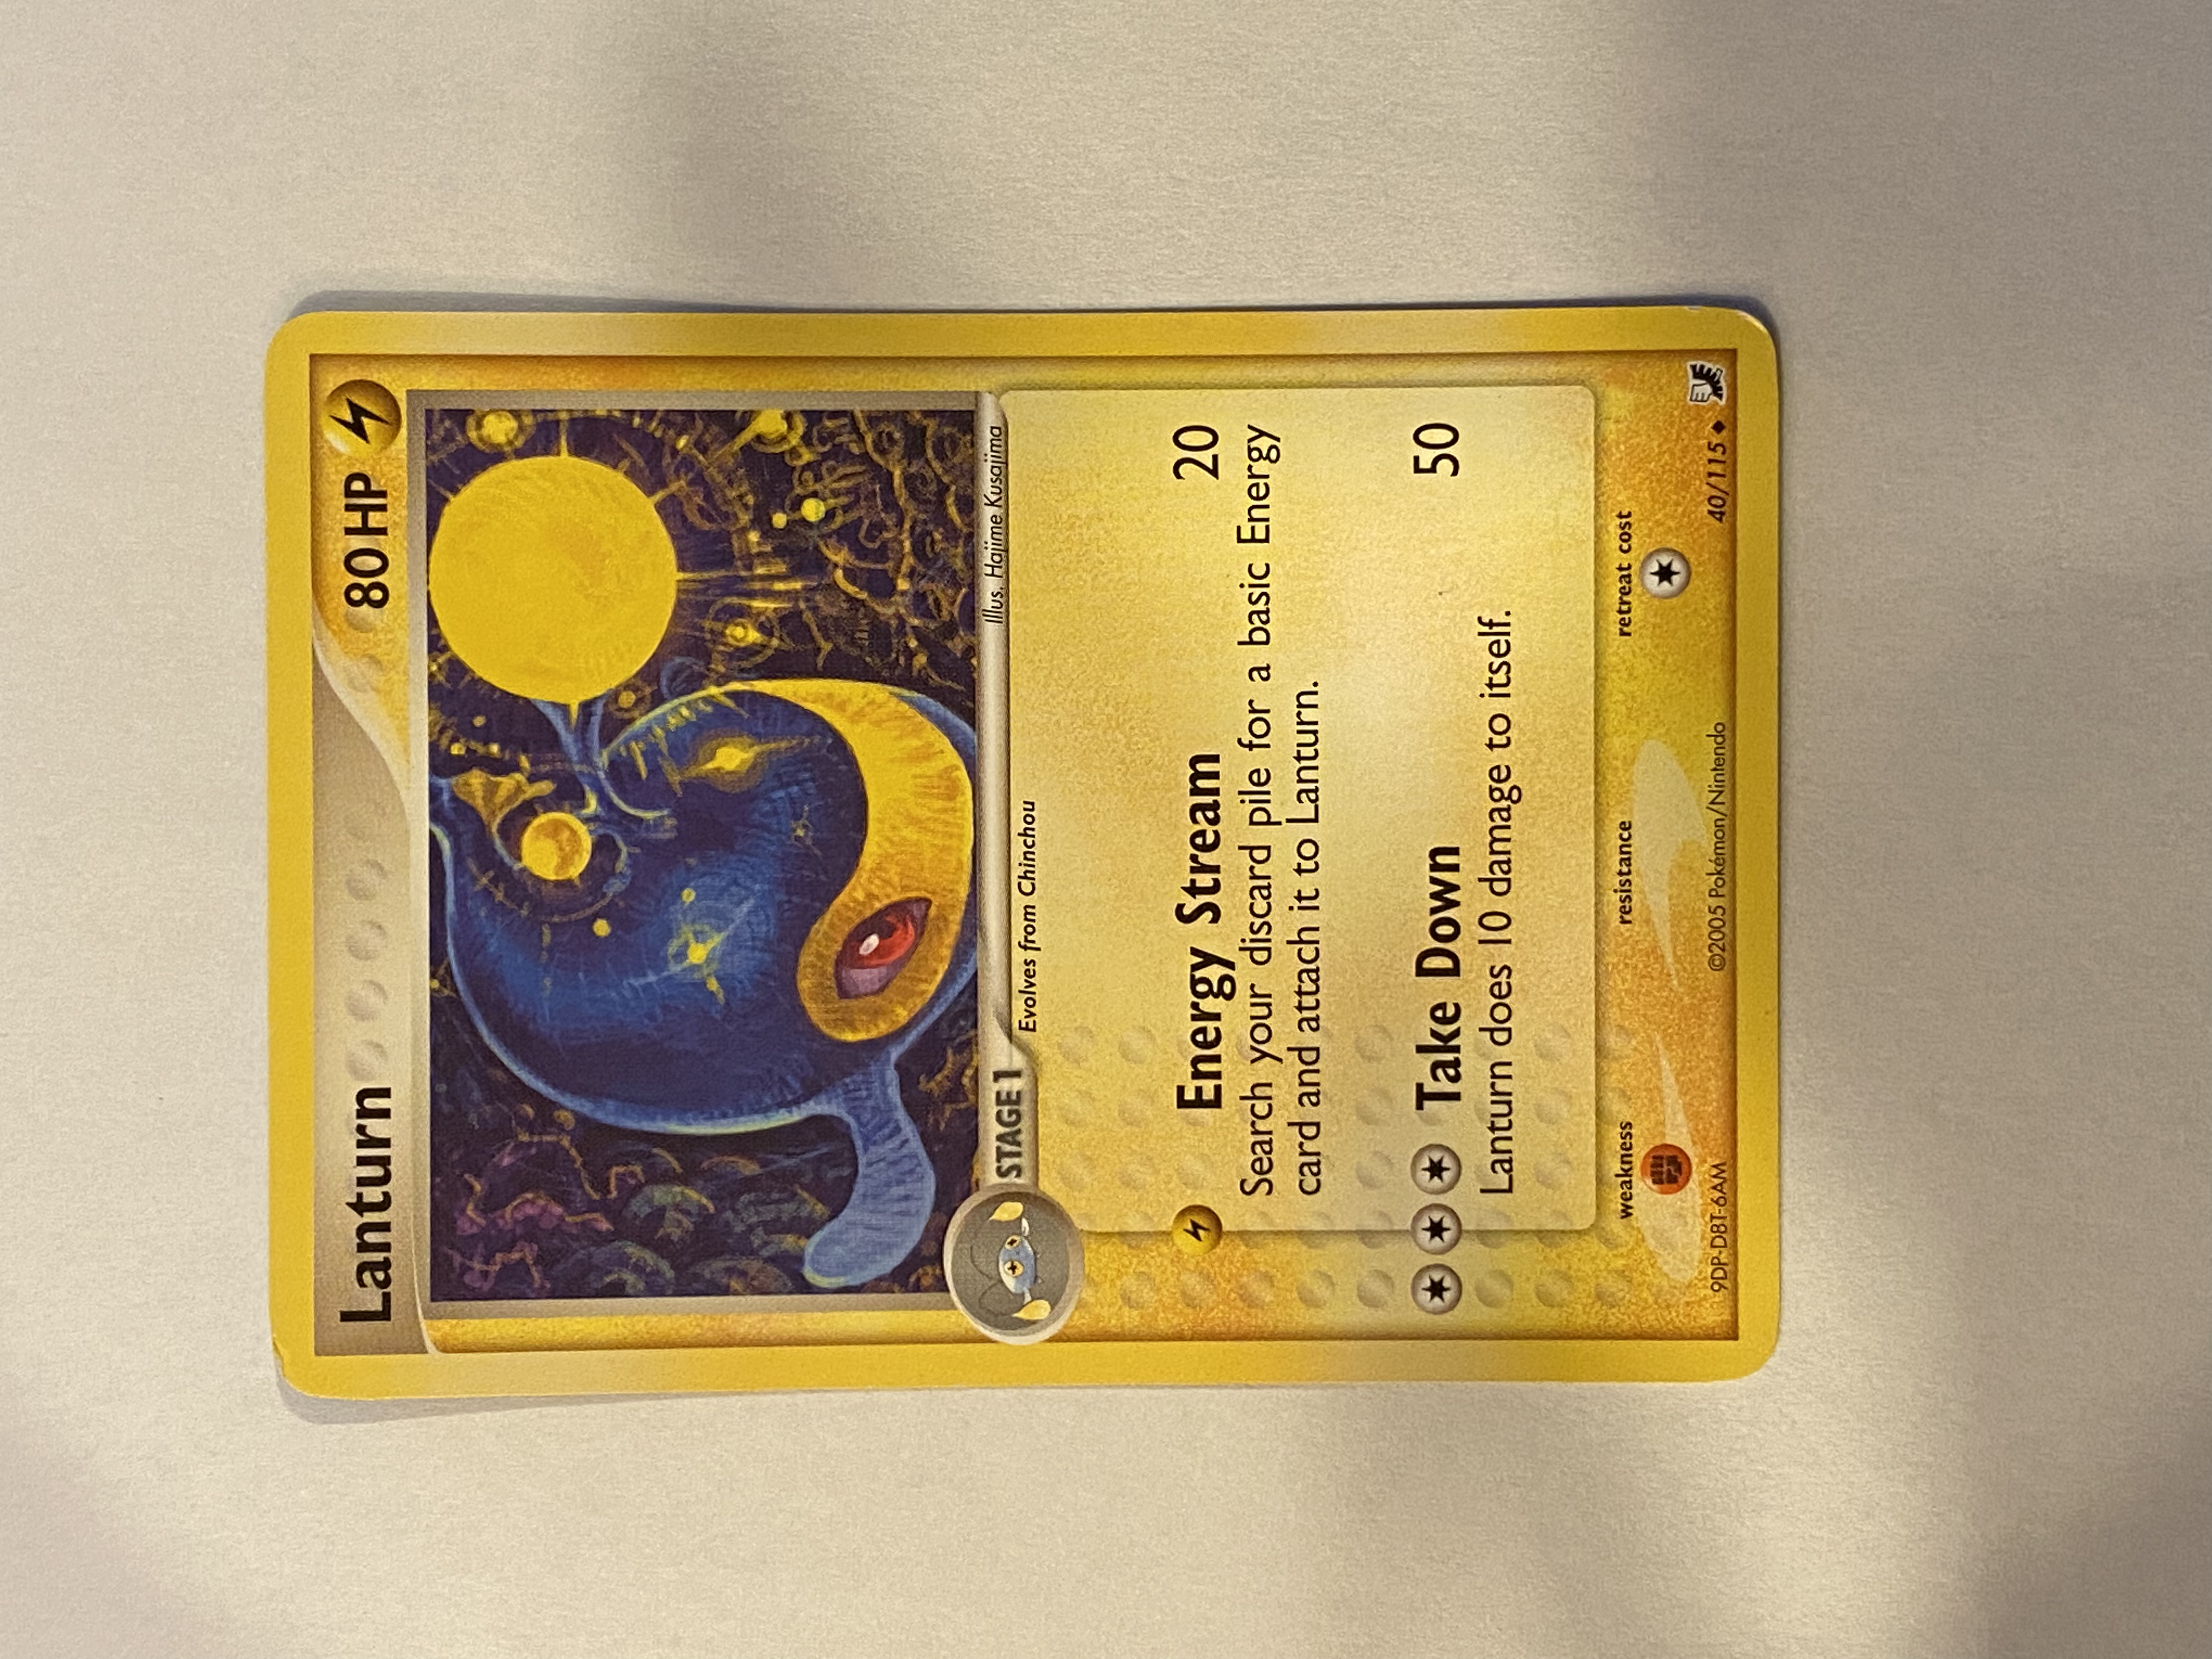 Lanturn 80 HP
STAGE 1
Illus. Hajime Kusajima
Evolves from Chinchou
Energy Stream 20
Search your discard pile for a basic Energy
card and attach it to Lanturn.
Take Down 50
Lanturn does 10 damage to itself.
weakness resistance retreat cost
9DP-D8T-6AM ©2005 Pokémon/Nintendo 40/115